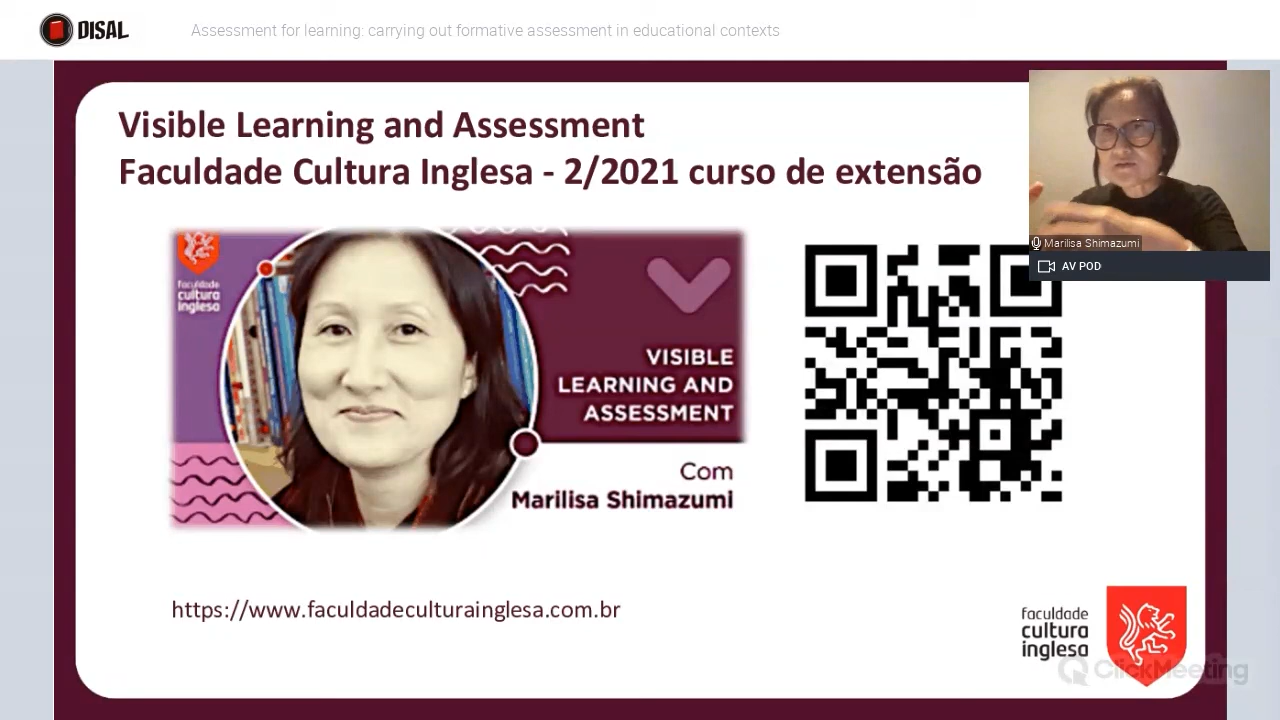 DISAL
Assessment for learning: carrying out formative assessment in educational contexts
Visible Learning and Assessment
Faculdade Cultura Inglesa - 2/2021 curso de extensão
Marilisa Shimazumi
AV POD
faculdade
cultura
inglesa
VISIBLE
LEARNING AND
ASSESSMENT
Com
Marilisa Shimazumi
https://www.faculdadeculturainglesa.com.br
faculdade
cultura
inglesa
ClickMeeting